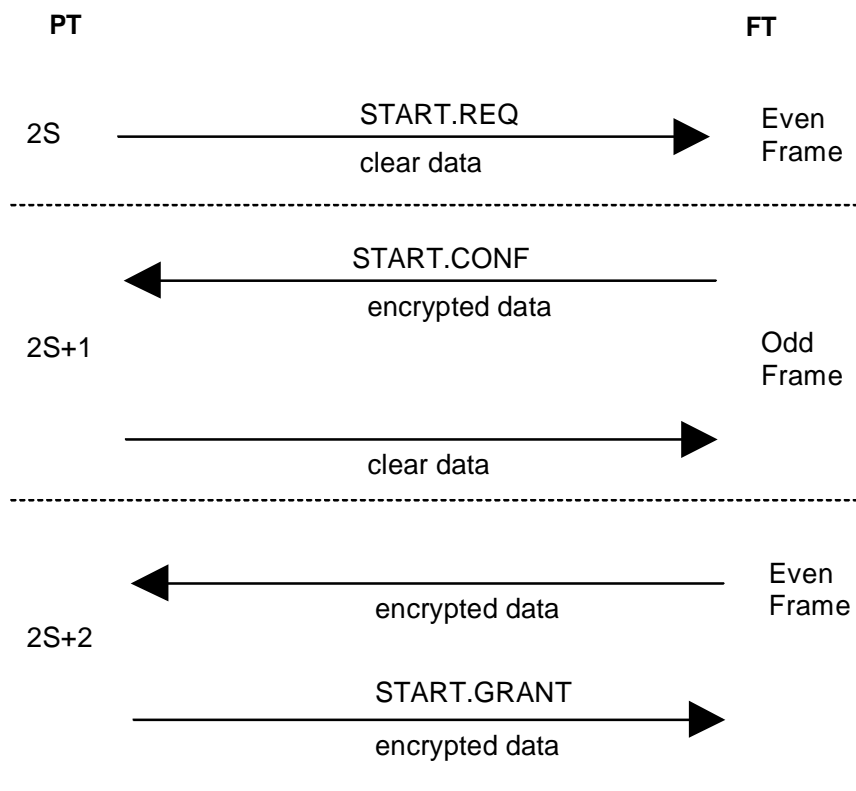 PT
FT
2S
START.REQ
clear data
Even
Frame
START.CONF
encrypted data
2S+1
Odd
Frame
clear data
encrypted data
Even
Frame
2S+2
START.GRANT
encrypted data